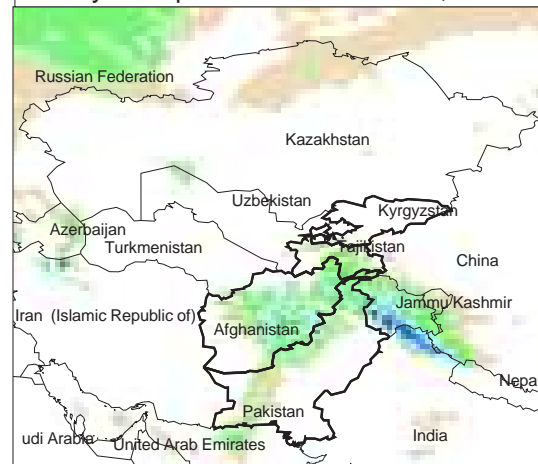 Russian Federation
Kazakhstan
Uzbekistan
Kyrgyzstan
Azerbaijan
Turkmenistan
Tajikistan
China
Jammu Kashmir
Iran (Islamic Republic of)
Afghanistan
Nepa
Pakistan
udi Arabia
United Arab Emirates
India